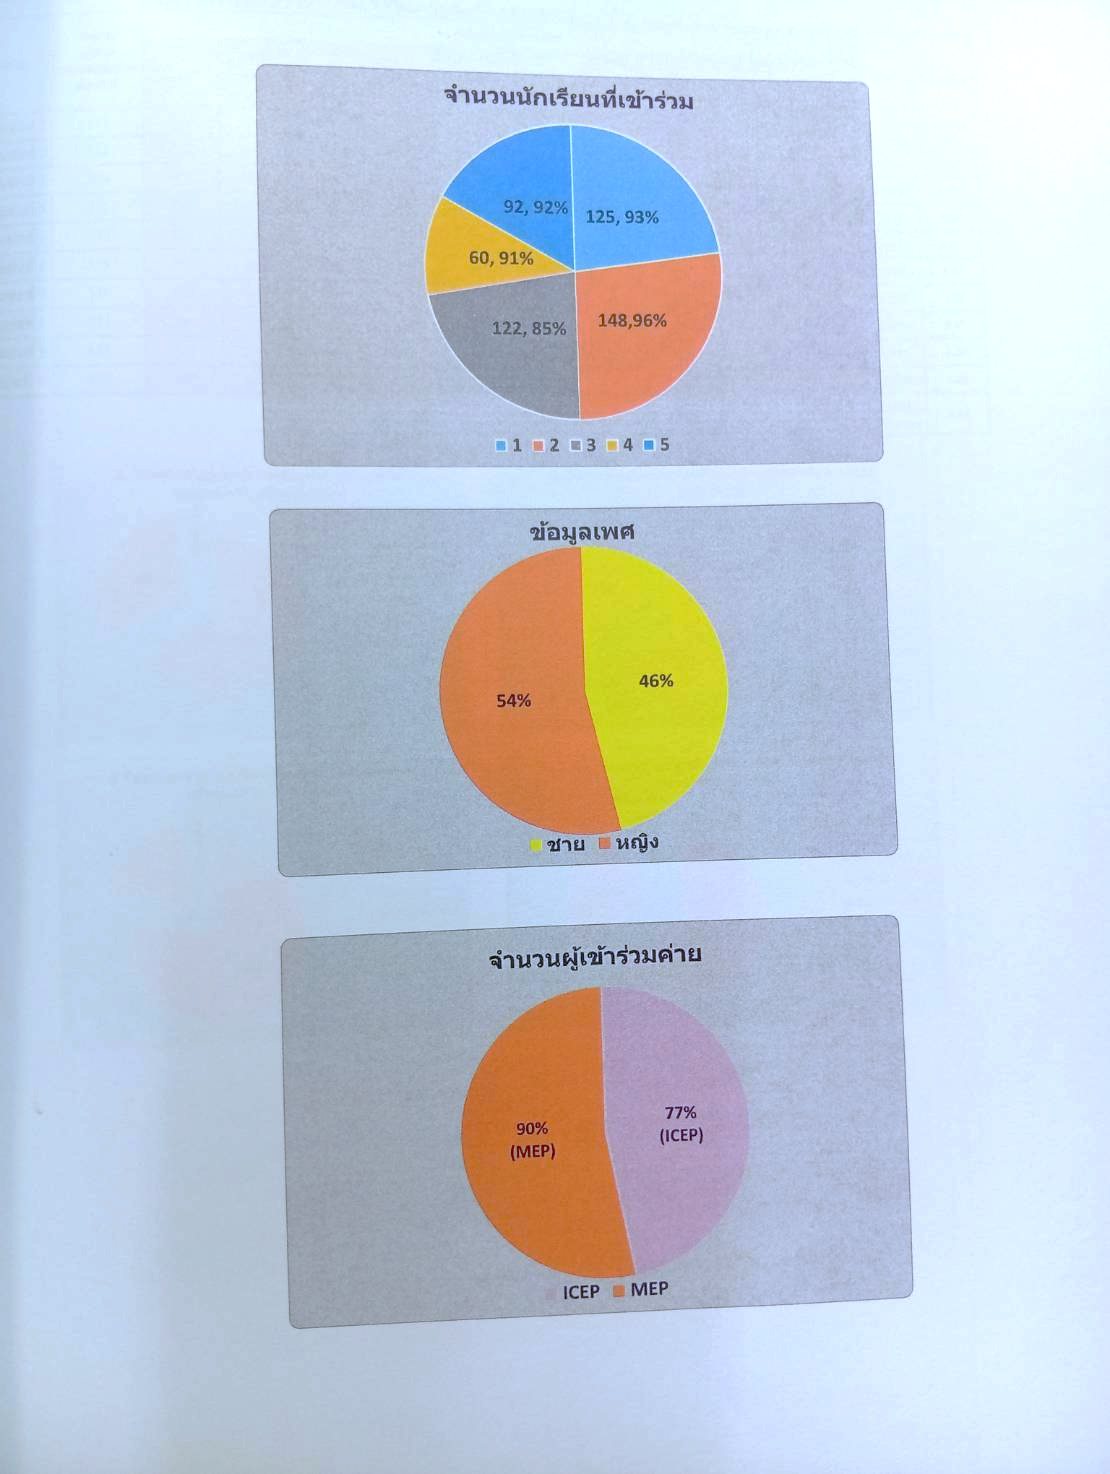 จำนวนนักเรียนที่เข้าร่วม
92, 92% 125, 93%
60, 91%
122, 85% 148,96%
1 2 3 4 5
ข้อมูลเพศ
54% 46%
ชาย หญิง
จำนวนผู้เข้าร่วมค่าย
90%
(MEP)
77%
(ICEP)
ICEP MEP